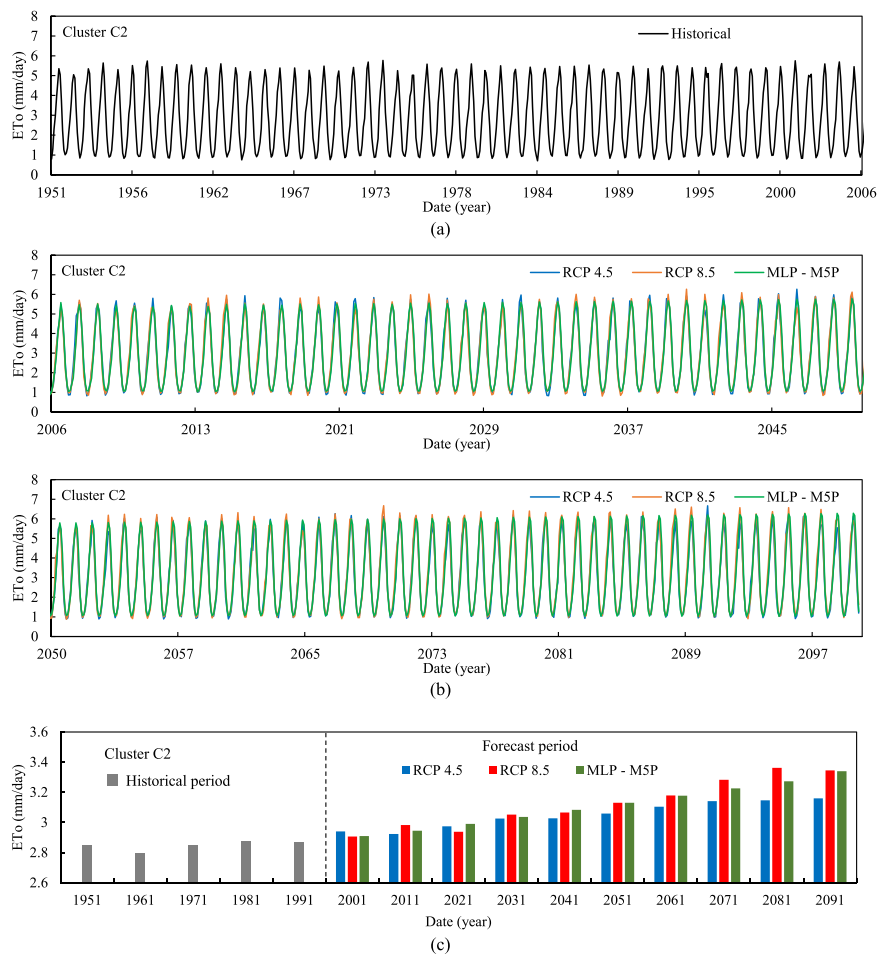 Cluster C2
Historical
ETo (mm/day)
8
7
6
5
4
3
2
1
0
1951 1956 1962 1967 1973 1978 1984 1989 1995 2000 2006
Date (year)
(a)
Cluster C2
RCP 4.5 RCP 8.5 MLP - M5P
ETo (mm/day)
8
7
6
5
4
3
2
1
0
2006 2013 2021 2029 2037 2045
Date (year)
Cluster C2
RCP 4.5 RCP 8.5 MLP - M5P
ETo (mm/day)
8
7
6
5
4
3
2
1
0
2050 2057 2065 2073 2081 2089 2097
Date (year)
(b)
Cluster C2
Historical period
Forecast period
RCP 4.5 RCP 8.5 MLP - M5P
ETo (mm/day)
3.6
3.4
3.2
3
2.8
2.6
1951 1961 1971 1981 1991 2001 2011 2021 2031 2041 2051 2061 2071 2081 2091
Date (year)
(c)